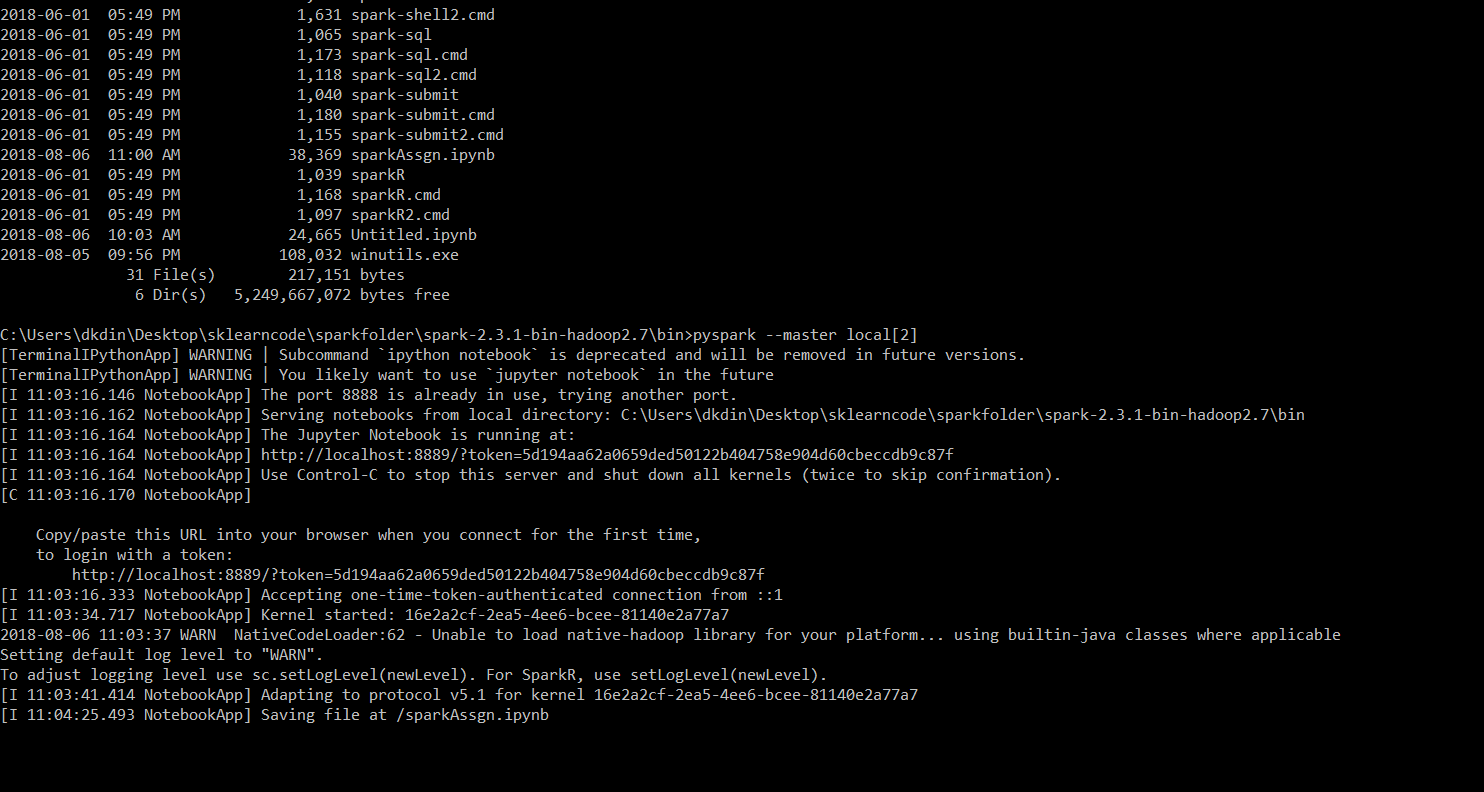 2018-06-01  05:49 PM             1,631 spark-shell2.cmd
2018-06-01  05:49 PM             1,065 spark-sql
2018-06-01  05:49 PM             1,173 spark-sql.cmd
2018-06-01  05:49 PM             1,118 spark-sql2.cmd
2018-06-01  05:49 PM             1,040 spark-submit
2018-06-01  05:49 PM             1,180 spark-submit.cmd
2018-06-01  05:49 PM             1,155 spark-submit2.cmd
2018-08-06  11:00 AM            38,369 sparkAssgn.ipynb
2018-06-01  05:49 PM             1,039 sparkR
2018-06-01  05:49 PM             1,168 sparkR.cmd
2018-06-01  05:49 PM             1,097 sparkR2.cmd
2018-08-06  10:03 AM            24,665 Untitled.ipynb
2018-08-05  09:56 PM           108,032 winutils.exe
              31 File(s)        217,151 bytes
               6 Dir(s)   5,249,667,072 bytes free

C:\Users\dkdin\Desktop\sklearncode\sparkfolder\spark-2.3.1-bin-hadoop2.7\bin>pyspark --master local[2]
[TerminalIPythonApp] WARNING | Subcommand `ipython notebook` is deprecated and will be removed in future versions.
[TerminalIPythonApp] WARNING | You likely want to use `jupyter notebook` in the future
[I 11:03:16.146 NotebookApp] The port 8888 is already in use, trying another port.
[I 11:03:16.162 NotebookApp] Serving notebooks from local directory: C:\Users\dkdin\Desktop\sklearncode\sparkfolder\spark-2.3.1-bin-hadoop2.7\bin
[I 11:03:16.164 NotebookApp] The Jupyter Notebook is running at:
[I 11:03:16.164 NotebookApp] http://localhost:8889/?token=5d194aa62a0659ded50122b404758e904d60cbeccdb9c87f
[I 11:03:16.164 NotebookApp] Use Control-C to stop this server and shut down all kernels (twice to skip confirmation).
[C 11:03:16.170 NotebookApp]

    Copy/paste this URL into your browser when you connect for the first time,
    to login with a token:
        http://localhost:8889/?token=5d194aa62a0659ded50122b404758e904d60cbeccdb9c87f
[I 11:03:16.333 NotebookApp] Accepting one-time-token-authenticated connection from ::1
[I 11:03:34.717 NotebookApp] Kernel started: 16e2a2cf-2ea5-4ee6-bcee-81140e2a77a7
2018-08-06 11:03:37 WARN  NativeCodeLoader:62 - Unable to load native-hadoop library for your platform... using builtin-java classes where applicable
Setting default log level to "WARN".
To adjust logging level use sc.setLogLevel(newLevel). For SparkR, use setLogLevel(newLevel).
[I 11:03:41.414 NotebookApp] Adapting to protocol v5.1 for kernel 16e2a2cf-2ea5-4ee6-bcee-81140e2a77a7
[I 11:04:25.493 NotebookApp] Saving file at /sparkAssgn.ipynb